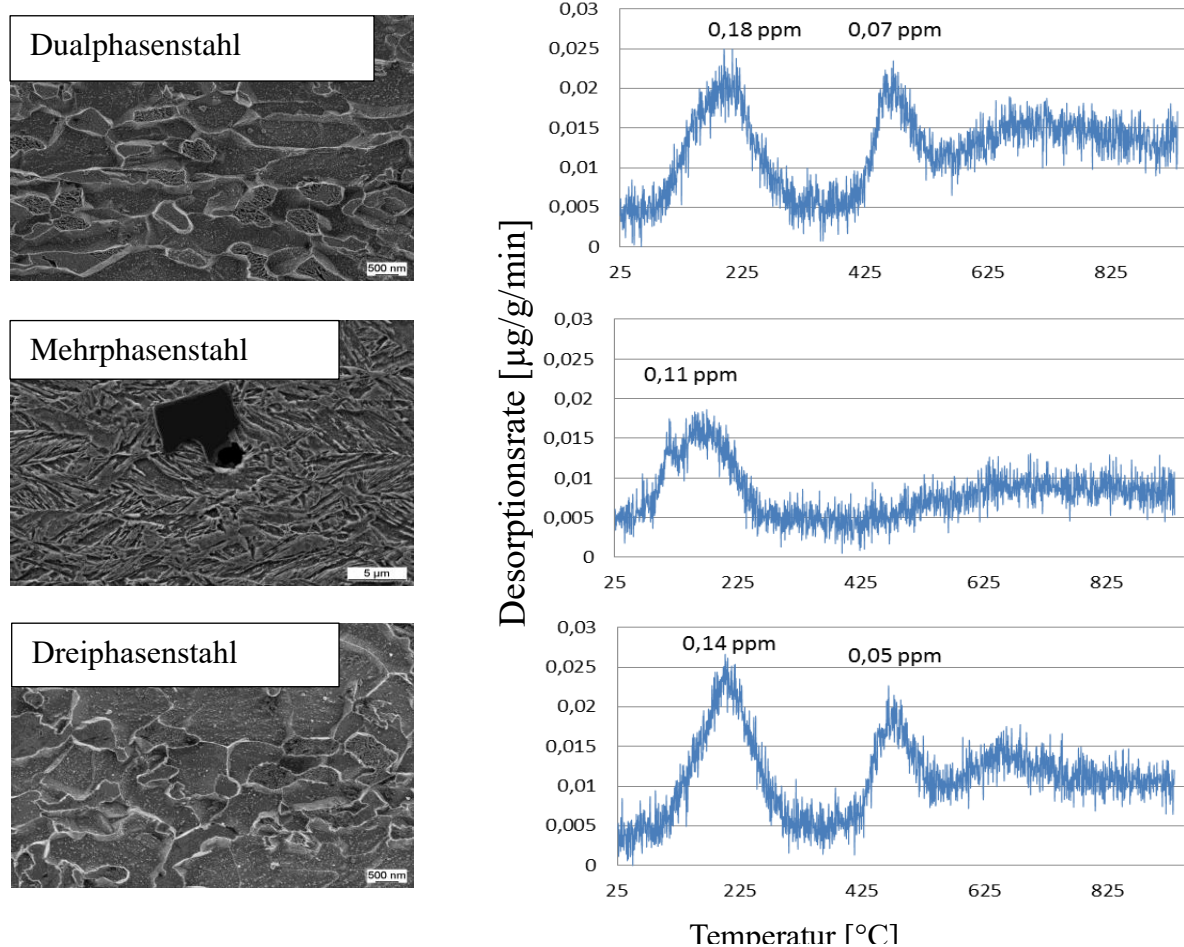 Dualphasenstahl
500 nm
Mehrphasenstahl
5 µm
Dreiphasenstahl
500 nm
Desorptionsrate [µg/g/min]
0,03
0,025
0,02
0,015
0,01
0,005
0
0,18 ppm 0,07 ppm
25 225 425 625 825
0,03
0,025
0,02
0,015
0,01
0,005
0
0,11 ppm
25 225 425 625 825
0,03
0,025
0,02
0,015
0,01
0,005
0
0,14 ppm 0,05 ppm
25 225 425 625 825
Temperatur [°C]